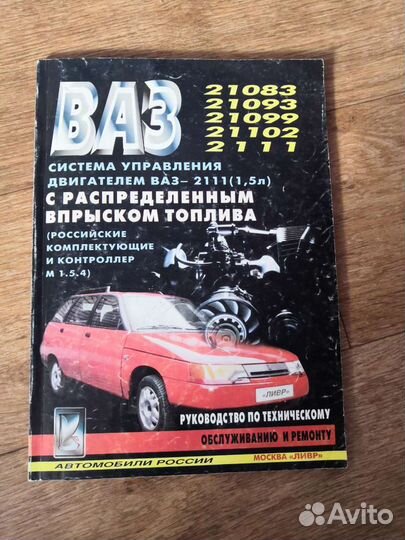 ВАЗ
21083
21093
21099
21102
2111
СИСТЕМА УПРАВЛЕНИЯ
ДВИГАТЕЛЕМ ВАЗ– 2111(1,5л)
С РАСПРЕДЕЛЕННЫМ
ВПРЫСКОМ ТОПЛИВА
(РОССИЙСКИЕ
КОМПЛЕКТУЮЩИЕ
И КОНТРОЛЛЕР
М 1.5.4)
«ЛИВР»
РУКОВОДСТВО ПО ТЕХНИЧЕСКОМУ
ОБСЛУЖИВАНИЮ И РЕМОНТУ
АВТОМОБИЛИ РОССИИ
МОСКВА «ЛИВР»
Avito